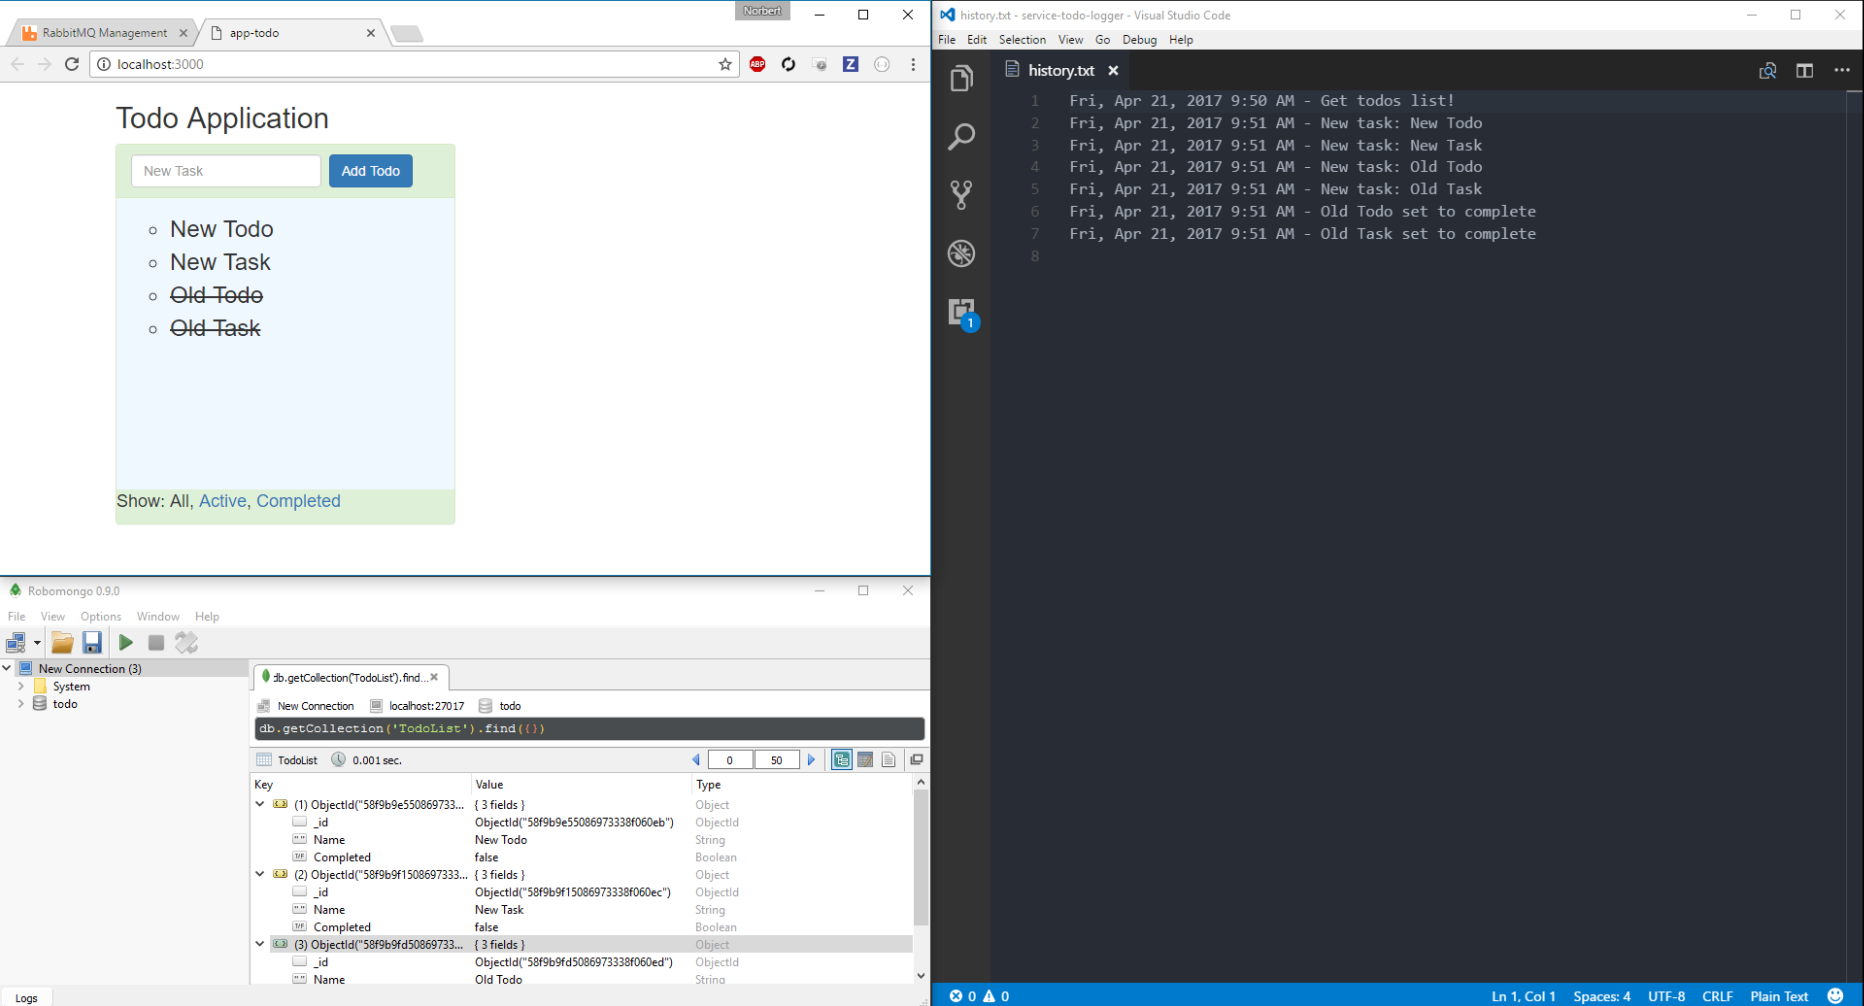 Norbert
RabbitMQ Management
app-todo
localhost:3000
ABP
Z
Todo Application
New Task
Add Todo
New Todo
New Task
Old Todo
Old Task
Show: All, Active, Completed
Robomongo 0.9.0
File View Options Window Help
New Connection (3)
System
todo
db.getCollection('TodoList').find...
New Connection localhost:27017 todo
db.getCollection('TodoList').find({})
TodoList 0.001 sec. 0 50
Key Value Type
(1) ObjectId("58f9b9e550869733... { 3 fields } Object
_id ObjectId("58f9b9e55086973338f060eb") ObjectId
Name New Todo String
Completed false Boolean
(2) ObjectId("58f9b9f1508697333... { 3 fields } Object
_id ObjectId("58f9b9f15086973338f060ec") ObjectId
Name New Task String
Completed false Boolean
(3) ObjectId("58f9b9fd50869733... { 3 fields } Object
_id ObjectId("58f9b9fd5086973338f060ed") ObjectId
Name Old Todo String
Logs
history.txt - service-todo-logger - Visual Studio Code
File Edit Selection View Go Debug Help
history.txt
1 Fri, Apr 21, 2017 9:50 AM - Get todos list!
2 Fri, Apr 21, 2017 9:51 AM - New task: New Todo
3 Fri, Apr 21, 2017 9:51 AM - New task: New Task
4 Fri, Apr 21, 2017 9:51 AM - New task: Old Todo
5 Fri, Apr 21, 2017 9:51 AM - New task: Old Task
6 Fri, Apr 21, 2017 9:51 AM - Old Todo set to complete
7 Fri, Apr 21, 2017 9:51 AM - Old Task set to complete
8
1
0 0 Ln 1, Col 1 Spaces: 4 UTF-8 CRLF Plain Text